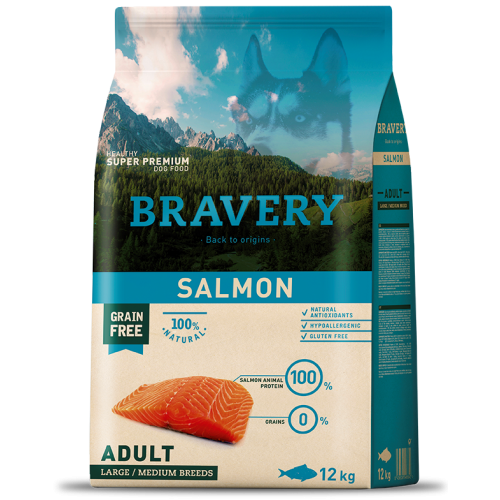 HEALTHY
SUPER PREMIUM
DOG FOOD
BRAVERY
Back to origins
SALMON
GRAIN
FREE
100%
NATURAL
NATURAL
ANTIOXIDANTS
HYPOALLERGENIC
GLUTEN FREE
SALMON ANIMAL
PROTEIN
100 %
GRAINS
0 %
ADULT
LARGE / MEDIUM BREEDS
12 kg
BRAVERY
SALMON
ADULT
LARGE / MEDIUM BREEDS
12 kg